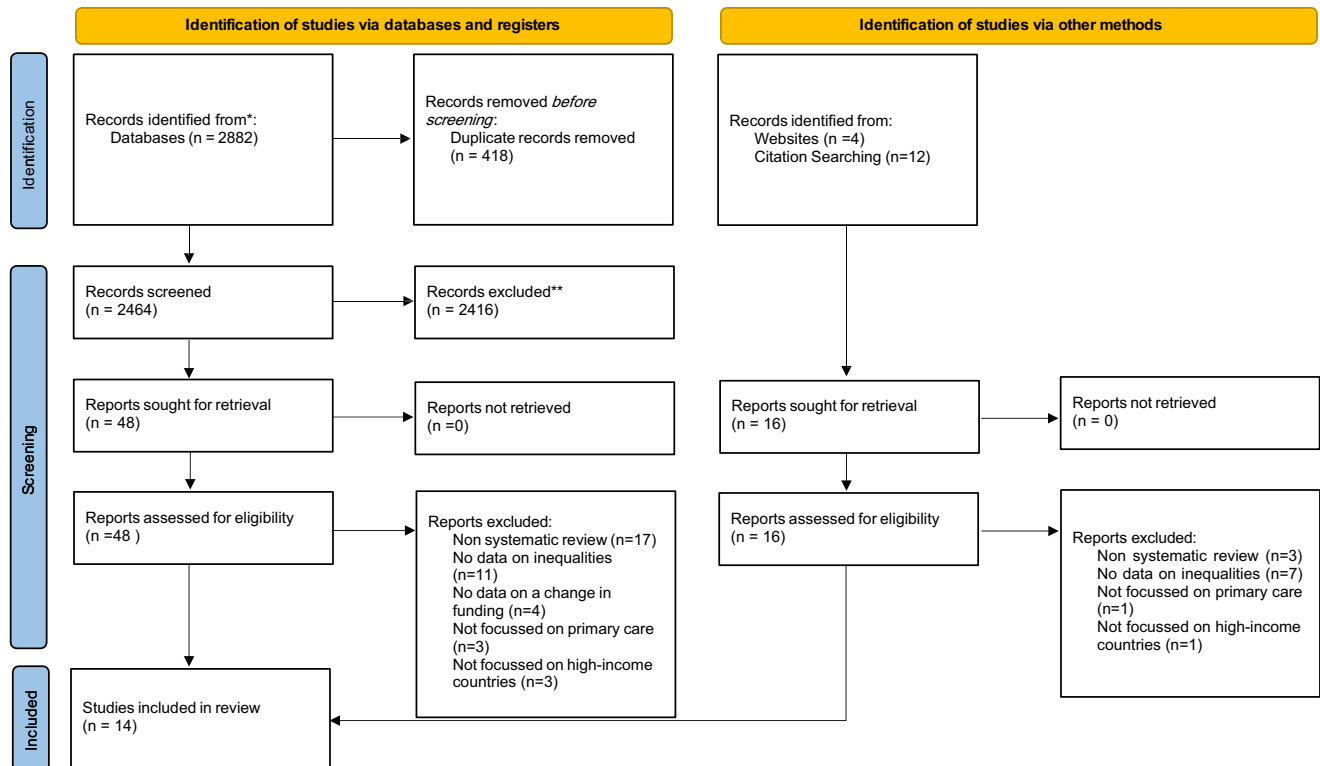 Identification of studies via databases and registers
Identification of studies via other methods
Identification
Records identified from*:
Databases (n = 2882)
Records removed before
screening:
Duplicate records removed
(n = 418)
Records identified from:
Websites (n =4)
Citation Searching (n=12)
Screening
Records screened
(n = 2464)
Records excluded**
(n = 2416)
Reports sought for retrieval
(n = 48)
Reports not retrieved
(n =0)
Reports sought for retrieval
(n = 16)
Reports not retrieved
(n = 0)
Reports assessed for eligibility
(n =48 )
Reports excluded:
Non systematic review (n=17)
No data on inequalities
(n=11)
No data on a change in
funding (n=4)
Not focussed on primary care
(n=3)
Not focussed on high-income
countries (n=3)
Reports assessed for eligibility
(n = 16)
Reports excluded:
Non systematic review (n=3)
No data on inequalities (n=7)
Not focussed on primary care
(n=1)
Not focussed on high-income
countries (n=1)
Included
Studies included in review
(n = 14)